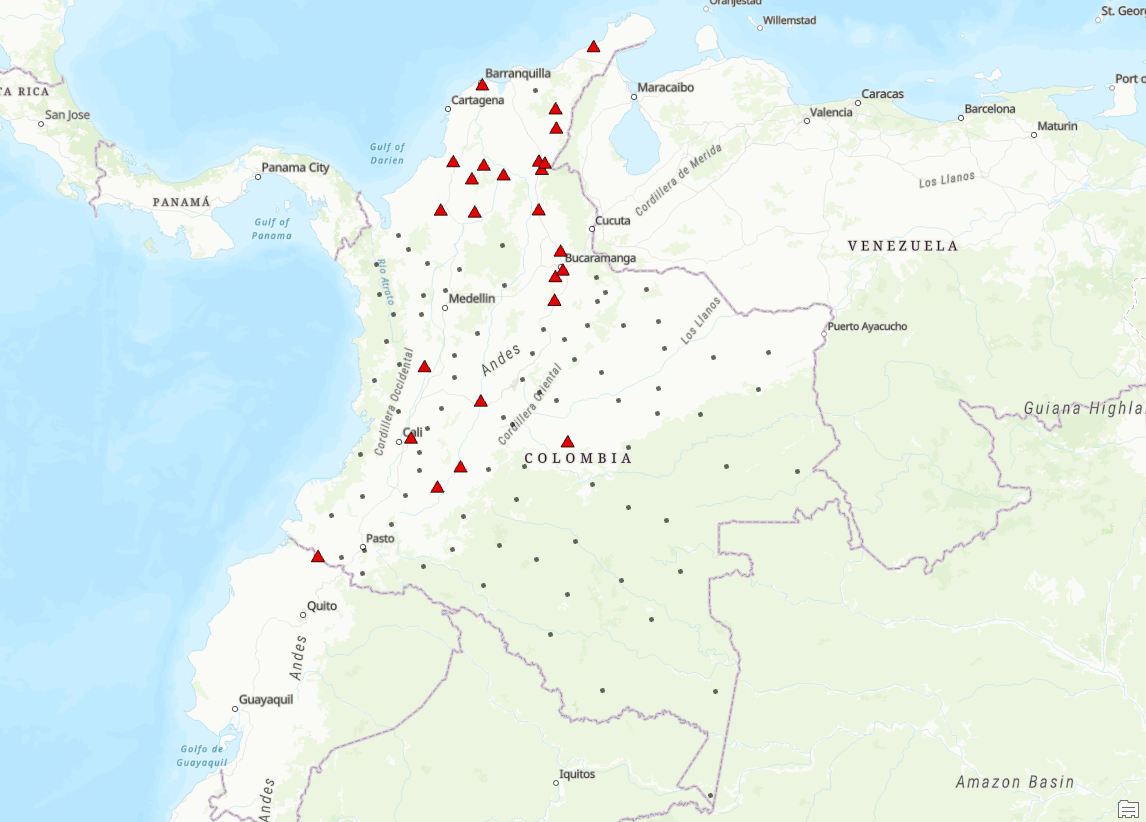 Oranjestad
Willemstad
St. Geor
Barranquilla
Maracaibo
Caracas
Port o
TA RICA
San Jose
Cartagena
Valencia
Barcelona
Maturin
Gulf of
Darien
Panama City
Cordillera de Merida
Los Llanos
PANAMÁ
Gulf of
Panama
Cucuta
VENEZUELA
Bucaramanga
Rio Atrato
Medellin
Los Llanos
Puerto Ayacucho
Andes
Cordillera Occidental
Cordillera Oriental
Guiana Highla
Cali
COLOMBIA
Pasto
Quito
Andes
Guayaquil
Golfo de
Guayaquil
Iquitos
Amazon Basin
Andes